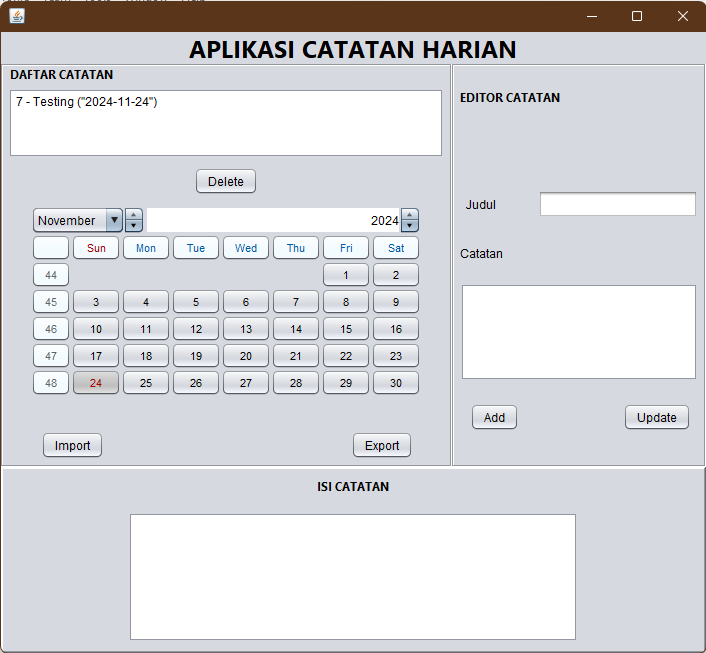 APLIKASI CATATAN HARIAN
DAFTAR CATATAN
7 - Testing ("2024-11-24")
Delete
November 2024
Sun Mon Tue Wed Thu Fri Sat
44 1 2
45 3 4 5 6 7 8 9
46 10 11 12 13 14 15 16
47 17 18 19 20 21 22 23
48 24 25 26 27 28 29 30
Import Export
EDITOR CATATAN
Judul
Catatan
Add Update
ISI CATATAN